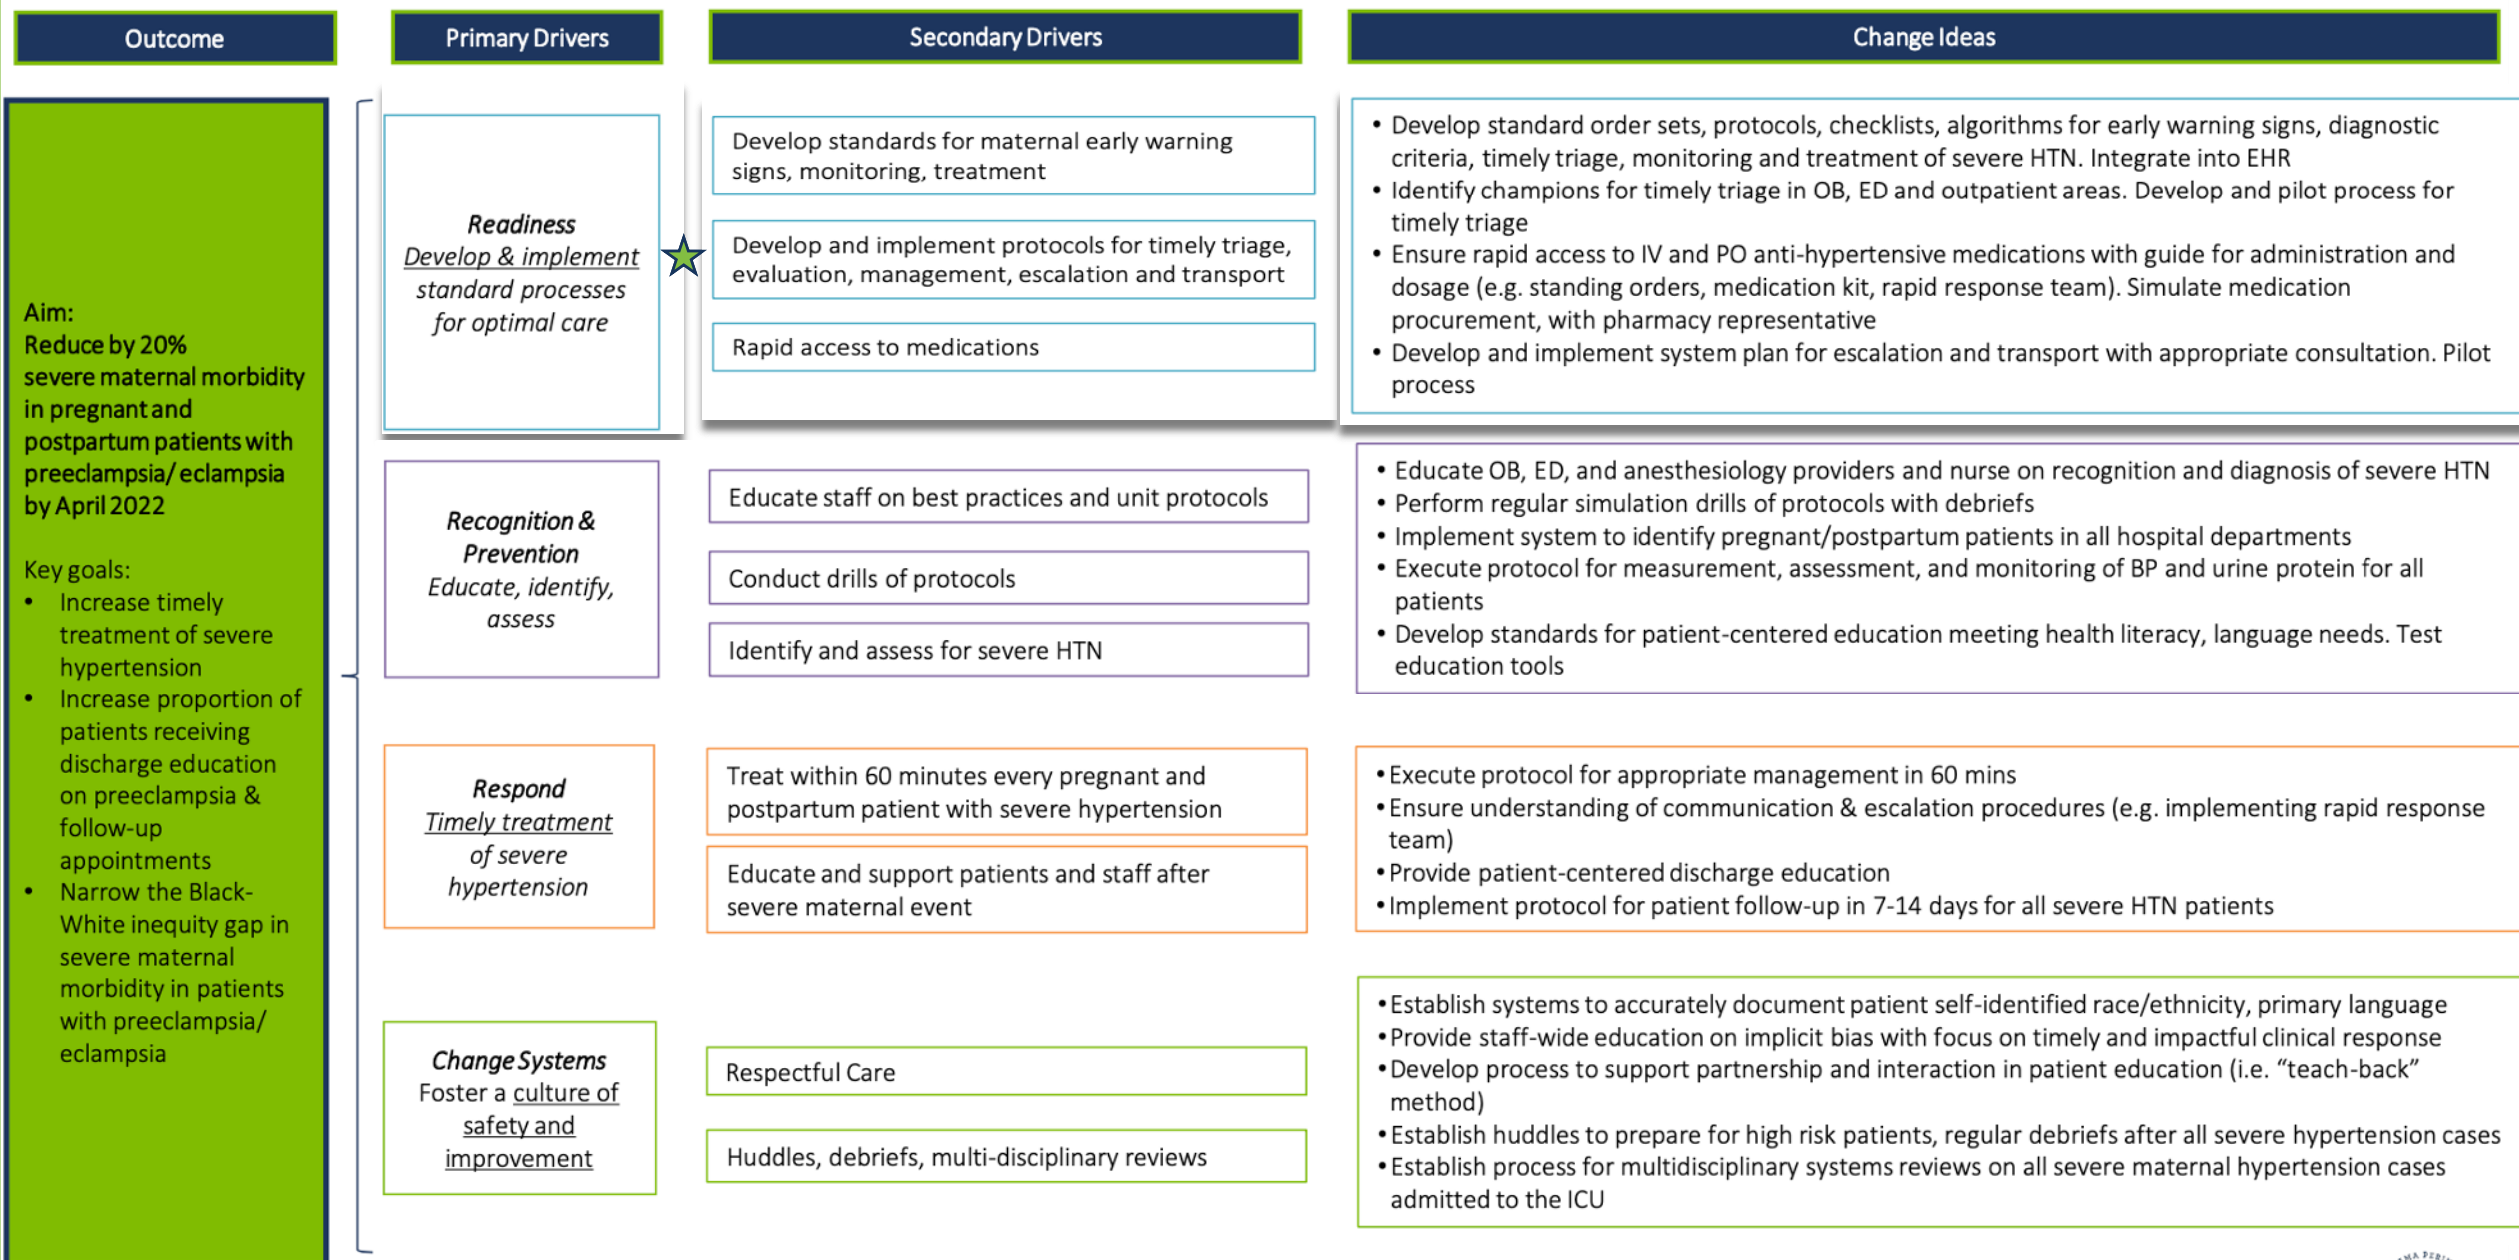 Outcome
Primary Drivers
Secondary Drivers
Change Ideas
Aim:
Reduce by 20%
severe maternal morbidity
in pregnant and
postpartum patients with
preeclampsia/ eclampsia
by April 2022
Key goals:
• Increase timely
treatment of severe
hypertension
• Increase proportion of
patients receiving
discharge education
on preeclampsia &
follow-up
appointments
• Narrow the Black-
White inequity gap in
severe maternal
morbidity in patients
with preeclampsia/
eclampsia
Readiness
Develop & implement
standard processes
for optimal care
Develop standards for maternal early warning
signs, monitoring, treatment
Develop and implement protocols for timely triage,
evaluation, management, escalation and transport
Rapid access to medications
• Develop standard order sets, protocols, checklists, algorithms for early warning signs, diagnostic
criteria, timely triage, monitoring and treatment of severe HTN. Integrate into EHR
• Identify champions for timely triage in OB, ED and outpatient areas. Develop and pilot process for
timely triage
• Ensure rapid access to IV and PO anti-hypertensive medications with guide for administration and
dosage (e.g. standing orders, medication kit, rapid response team). Simulate medication
procurement, with pharmacy representative
• Develop and implement system plan for escalation and transport with appropriate consultation. Pilot
process
Recognition &
Prevention
Educate, identify,
assess
Educate staff on best practices and unit protocols
Conduct drills of protocols
Identify and assess for severe HTN
• Educate OB, ED, and anesthesiology providers and nurse on recognition and diagnosis of severe HTN
• Perform regular simulation drills of protocols with debriefs
• Implement system to identify pregnant/postpartum patients in all hospital departments
• Execute protocol for measurement, assessment, and monitoring of BP and urine protein for all
patients
• Develop standards for patient-centered education meeting health literacy, language needs. Test
education tools
Respond
Timely treatment
of severe
hypertension
Treat within 60 minutes every pregnant and
postpartum patient with severe hypertension
Educate and support patients and staff after
severe maternal event
• Execute protocol for appropriate management in 60 mins
• Ensure understanding of communication & escalation procedures (e.g. implementing rapid response
team)
• Provide patient-centered discharge education
• Implement protocol for patient follow-up in 7-14 days for all severe HTN patients
Change Systems
Foster a culture of
safety and
improvement
Respectful Care
Huddles, debriefs, multi-disciplinary reviews
• Establish systems to accurately document patient self-identified race/ethnicity, primary language
• Provide staff-wide education on implicit bias with focus on timely and impactful clinical response
• Develop process to support partnership and interaction in patient education (i.e. “teach-back”
method)
• Establish huddles to prepare for high risk patients, regular debriefs after all severe hypertension cases
• Establish process for multidisciplinary systems reviews on all severe maternal hypertension cases
admitted to the ICU